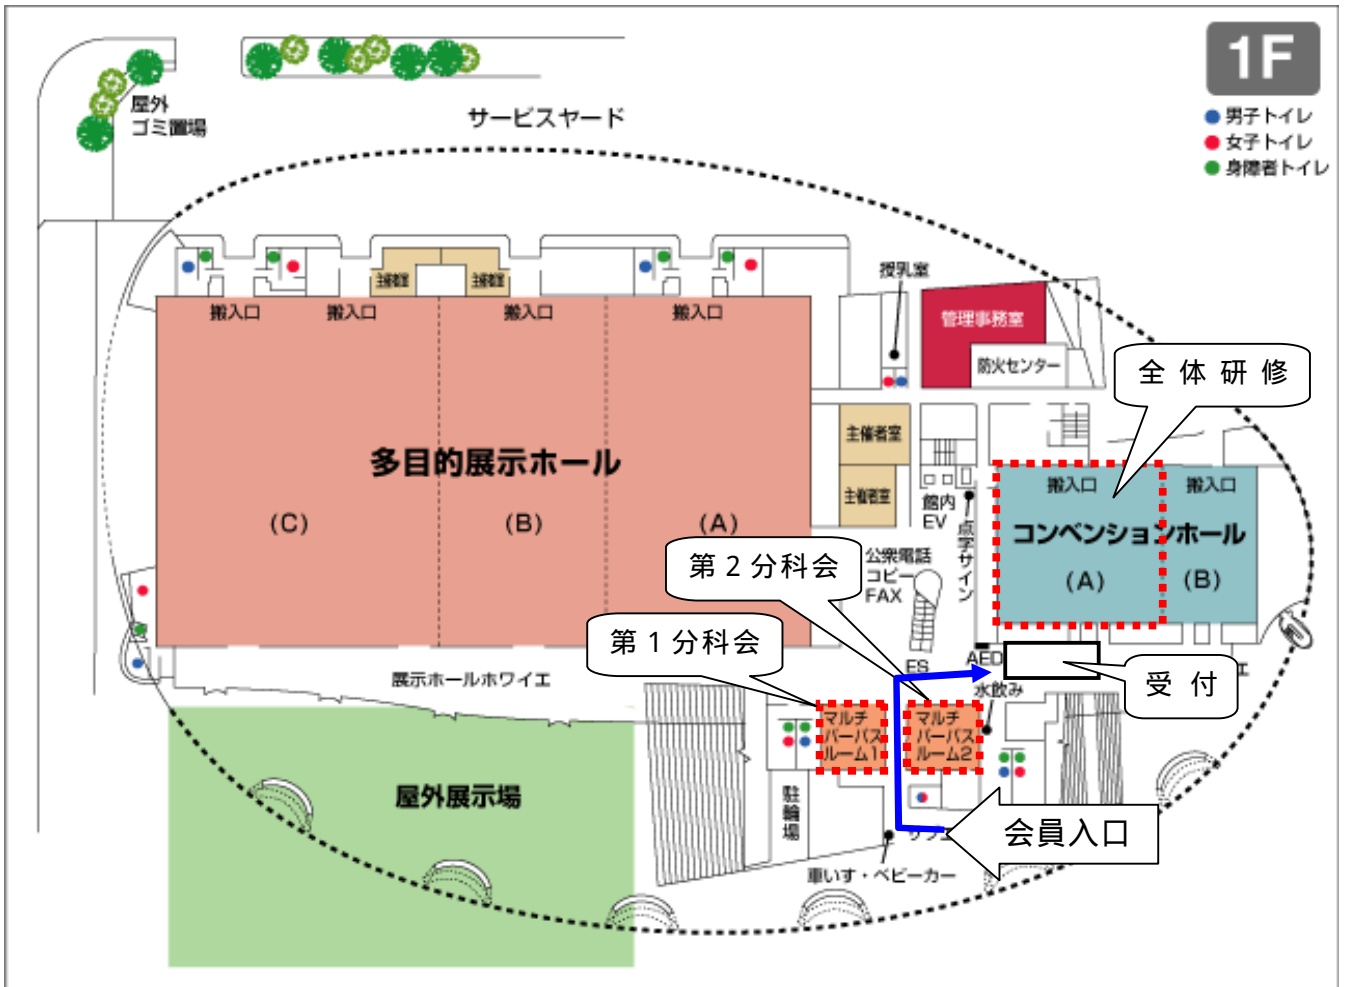 1F
男子トイレ
女子トイレ
身障者トイレ
屋外
ゴミ置場
サービスヤード
主催者室
主催者室
授乳室
管理事務室
防火センター
全体研修
搬入口
搬入口
搬入口
搬入口
多目的展示ホール
(C)
(B)
(A)
主催者室
主催者室
館内
EV
点字サイン
搬入口
搬入口
コンベンションホール
(A)
(B)
公衆電話
コピー
FAX
第2分科会
第1分科会
ES
AED
受付
水飲み
展示ホールホワイエ
マルチ
パーパス
ルーム1
マルチ
パーパス
ルーム2
屋外展示場
駐輪場
会員入口
車いす・ベビーカー